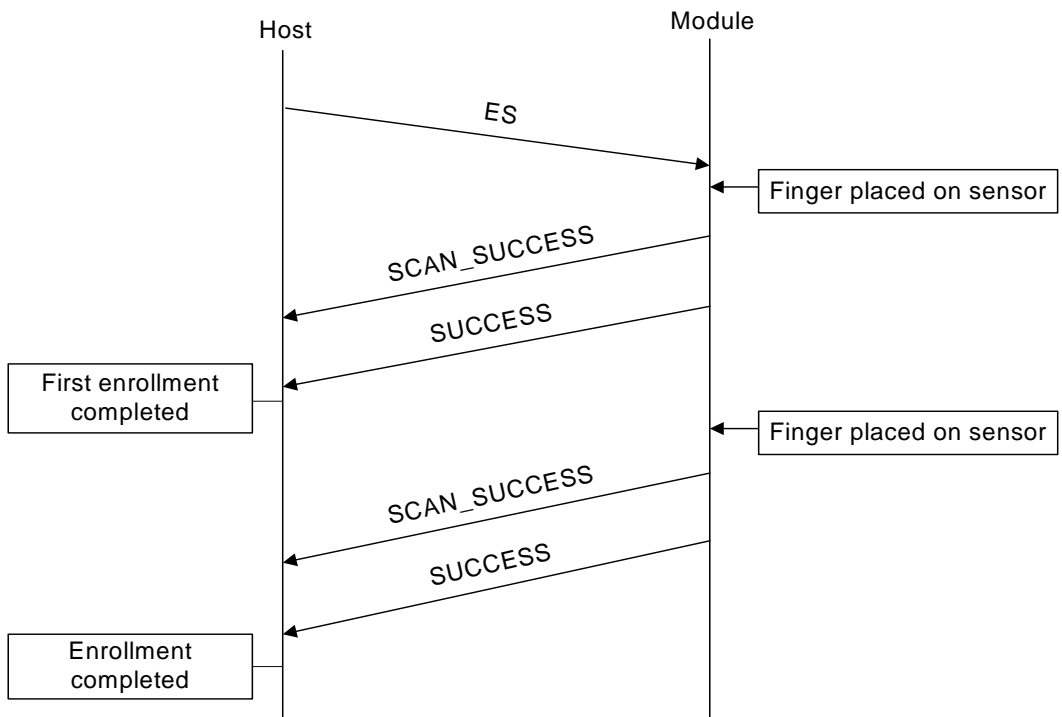 Host
Module
ES
Finger placed on sensor
SCAN_SUCCESS
SUCCESS
First enrollment
completed
Finger placed on sensor
SCAN_SUCCESS
SUCCESS
Enrollment
completed